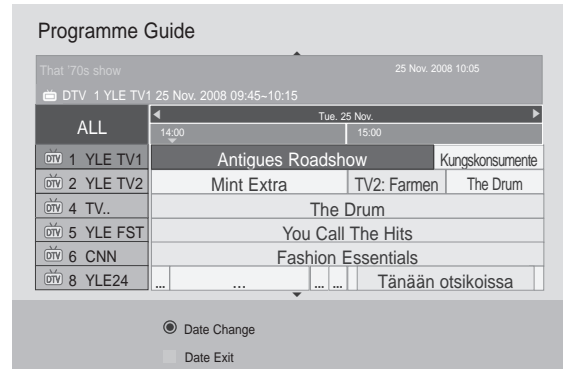 Programme Guide
That '70s show 25 Nov. 2008 10:05
DTV 1 YLE TV1 25 Nov. 2008 09:45~10:15
ALL
Tue. 25 Nov.
14:00 15:00
DTV 1 YLE TV1 Antigues Roadshow Kungskonsumente
DTV 2 YLE TV2 Mint Extra TV2: Farmen The Drum
DTV 4 TV.. The Drum
DTV 5 YLE FST You Call The Hits
DTV 6 CNN Fashion Essentials
DTV 8 YLE24 ... ... ... ... Tänään otsikoissa
Date Change
Date Exit